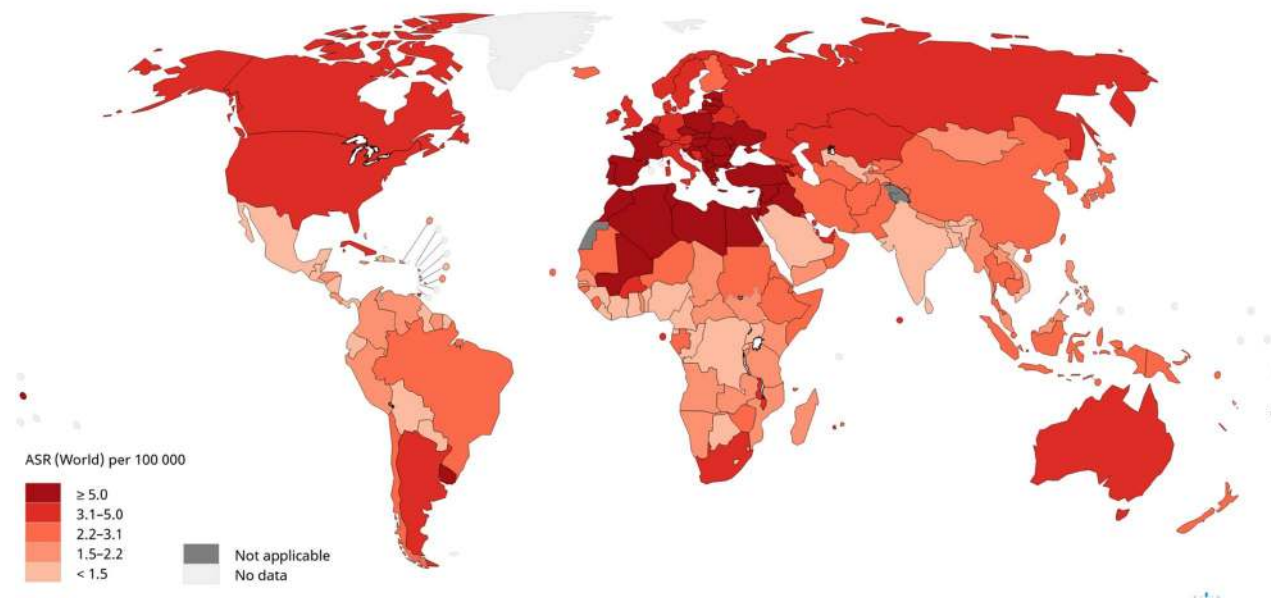 ASR (World) per 100 000
≥ 5.0
3.1–5.0
2.2–3.1
1.5–2.2
< 1.5
Not applicable
No data